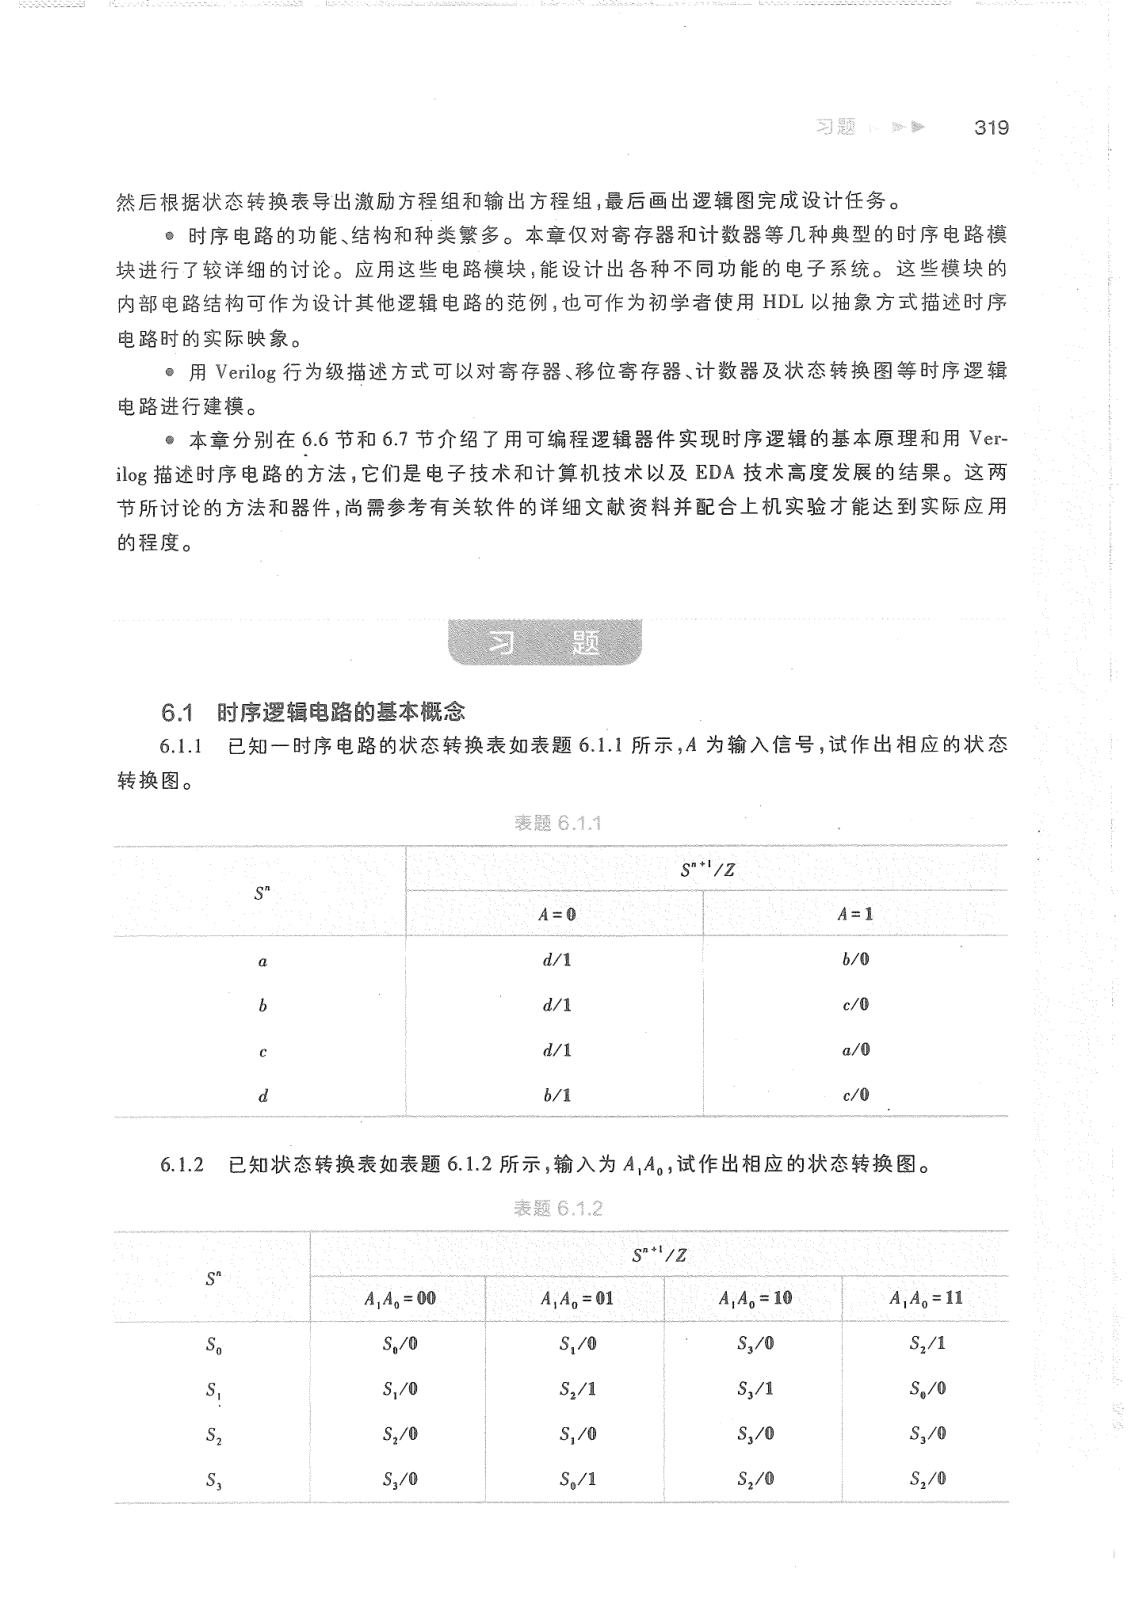 习题 319
然后根据状态转换表导出激励方程组和输出方程组,最后画出逻辑图完成设计任务。
● 时序电路的功能、结构和种类繁多。本章仅对寄存器和计数器等几种典型的时序电路模
块进行了较详细的讨论。应用这些电路模块,能设计出各种不同功能的电子系统。这些模块的
内部电路结构可作为设计其他逻辑电路的范例,也可作为初学者使用 HDL 以抽象方式描述时序
电路时的实际映象。
● 用 Verilog 行为级描述方式可以对寄存器、移位寄存器、计数器及状态转换图等时序逻辑
电路进行建模。
● 本章分别在 6.6 节和 6.7 节介绍了用可编程逻辑器件实现时序逻辑的基本原理和用 Ver-
ilog 描述时序电路的方法,它们是电子技术和计算机技术以及 EDA 技术高度发展的结果。这两
节所讨论的方法和器件,尚需参考有关软件的详细文献资料并配合上机实验才能达到实际应用
的程度。
习 题
6.1 时序逻辑电路的基本概念
6.1.1 已知一时序电路的状态转换表如表题 6.1.1 所示,A 为输入信号,试作出相应的状态
转换图。
表题 6.1.1
Sⁿ Sⁿ⁺¹/Z
A=0 A=1
a d/1 b/0
b d/1 c/0
c d/1 a/0
d b/1 c/0
6.1.2 已知状态转换表如表题 6.1.2 所示,输入为 A₁A₀,试作出相应的状态转换图。
表题 6.1.2
Sⁿ Sⁿ⁺¹/Z
A₁A₀=00 A₁A₀=01 A₁A₀=10 A₁A₀=11
S₀ S₀/0 S₁/0 S₃/0 S₂/1
S₁ S₁/0 S₂/1 S₃/1 S₀/0
S₂ S₂/0 S₁/0 S₃/0 S₃/0
S₃ S₃/0 S₀/1 S₂/0 S₂/0